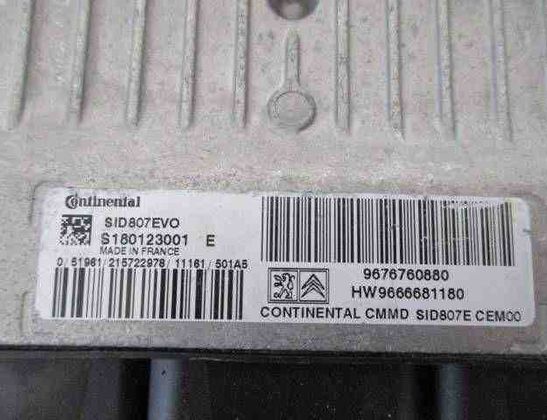 Continental
SID807EVO
S180123001 E
MADE IN FRANCE
0/51981/215722978/11161/501A5
9676760880
HW9666681180
CONTINENTAL CMMD SID807E CEM00